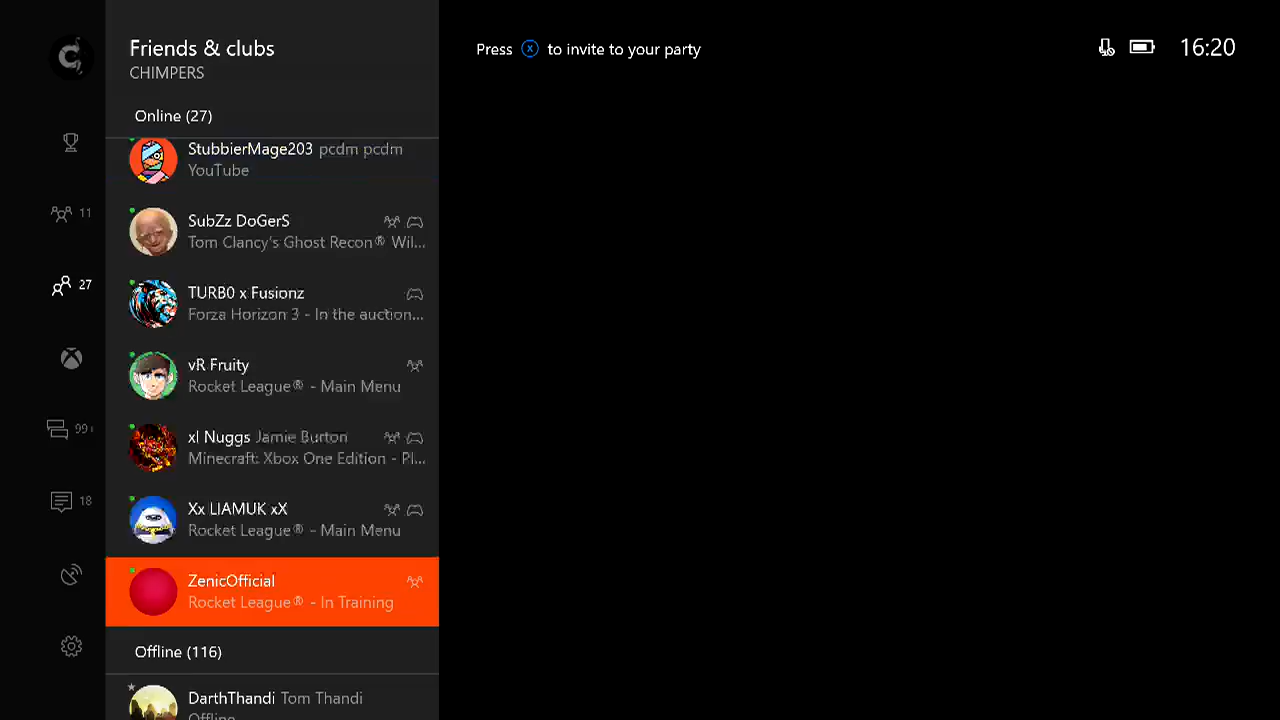 Friends & clubs
CHIMPERS
Press X to invite to your party
16:20
Online (27)
StubbierMage203 pcdm pcdm
YouTube
SubZz DoGerS
Tom Clancy's Ghost Recon® Wil...
11
27
TURB0 x Fusionz
Forza Horizon 3 - In the auction...
vR Fruity
Rocket League® - Main Menu
xI Nuggs Jamie Burton
Minecraft: Xbox One Edition - Pl...
99+
Xx LIAMUK xX
Rocket League® - Main Menu
18
ZenicOfficial
Rocket League® - In Training
Offline (116)
DarthThandi Tom Thandi
Offline